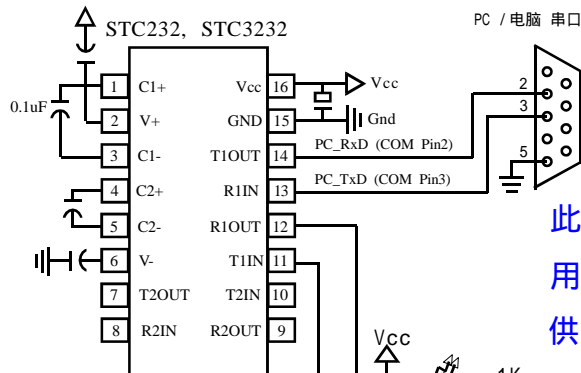 STC232, STC3232
PC / 电脑 串口
1 C1+ Vcc 16 Vcc
0.1uF
2 V+ GND 15 Gnd
3 C1- T1OUT 14 PC_RxD (COM Pin2) 2
4 C2+ R1IN 13 PC_TxD (COM Pin3) 3
5
5 C2- R1OUT 12
6 V- T1IN 11
7 T2OUT T2IN 10
8 R2IN R2OUT 9
此
用
供
Vcc
1K